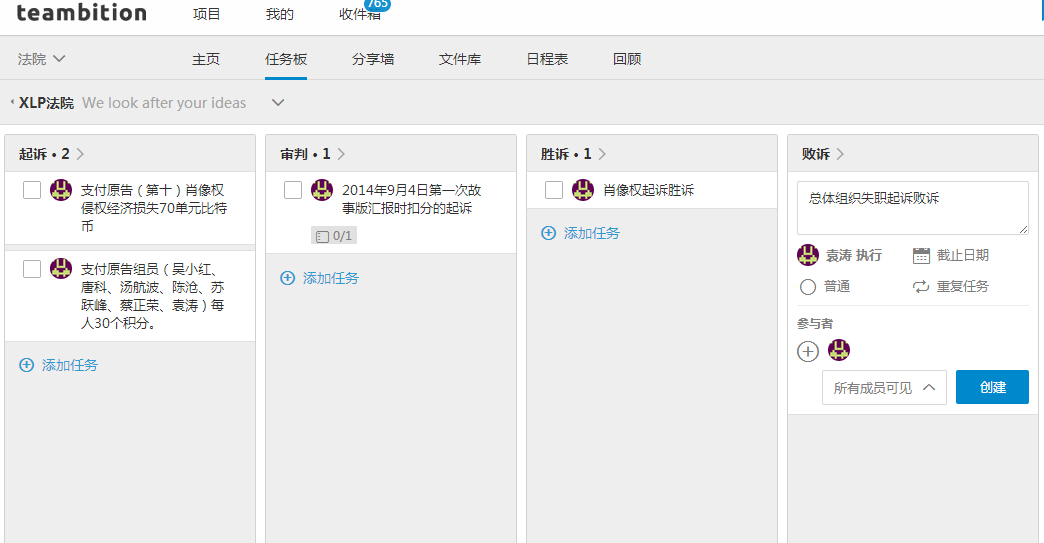 teambition 项目 我的 收件箱 765
法院 主页 任务板 分享墙 文件库 日程表 回顾
XLP法院 We look after your ideas
起诉 • 2
支付原告（第十）肖像权
侵权经济损失70单元比特
币
支付原告组员（吴小红、
唐科、汤航波、陈沧、苏
跃峰、蔡正荣、袁涛）每
人30个积分。
添加任务
审判 • 1
2014年9月4日第一次故
事版汇报时扣分的起诉
0/1
添加任务
胜诉 • 1
肖像权起诉胜诉
添加任务
败诉
总体组织失职起诉败诉
袁涛 执行 截止日期
普通 重复任务
参与者
所有成员可见 创建